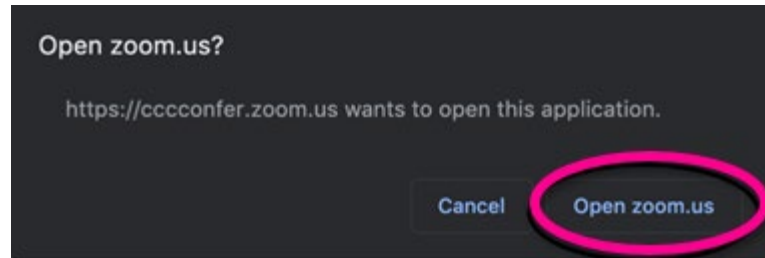 Open zoom.us?
https://cccconfer.zoom.us wants to open this application.
Cancel
Open zoom.us